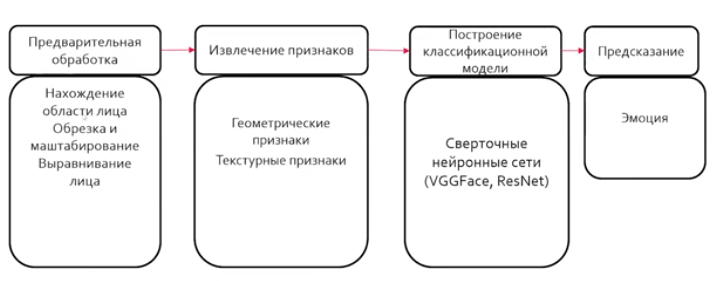 Предварительная
обработка
Извлечение признаков
Построение
классификационной
модели
Предсказание
Нахождение
области лица
Обрезка и
маштабирование
Выравнивание
лица
Геометрические
признаки
Текстурные признаки
Сверточные
нейронные сети
(VGGFace, ResNet)
Эмоция